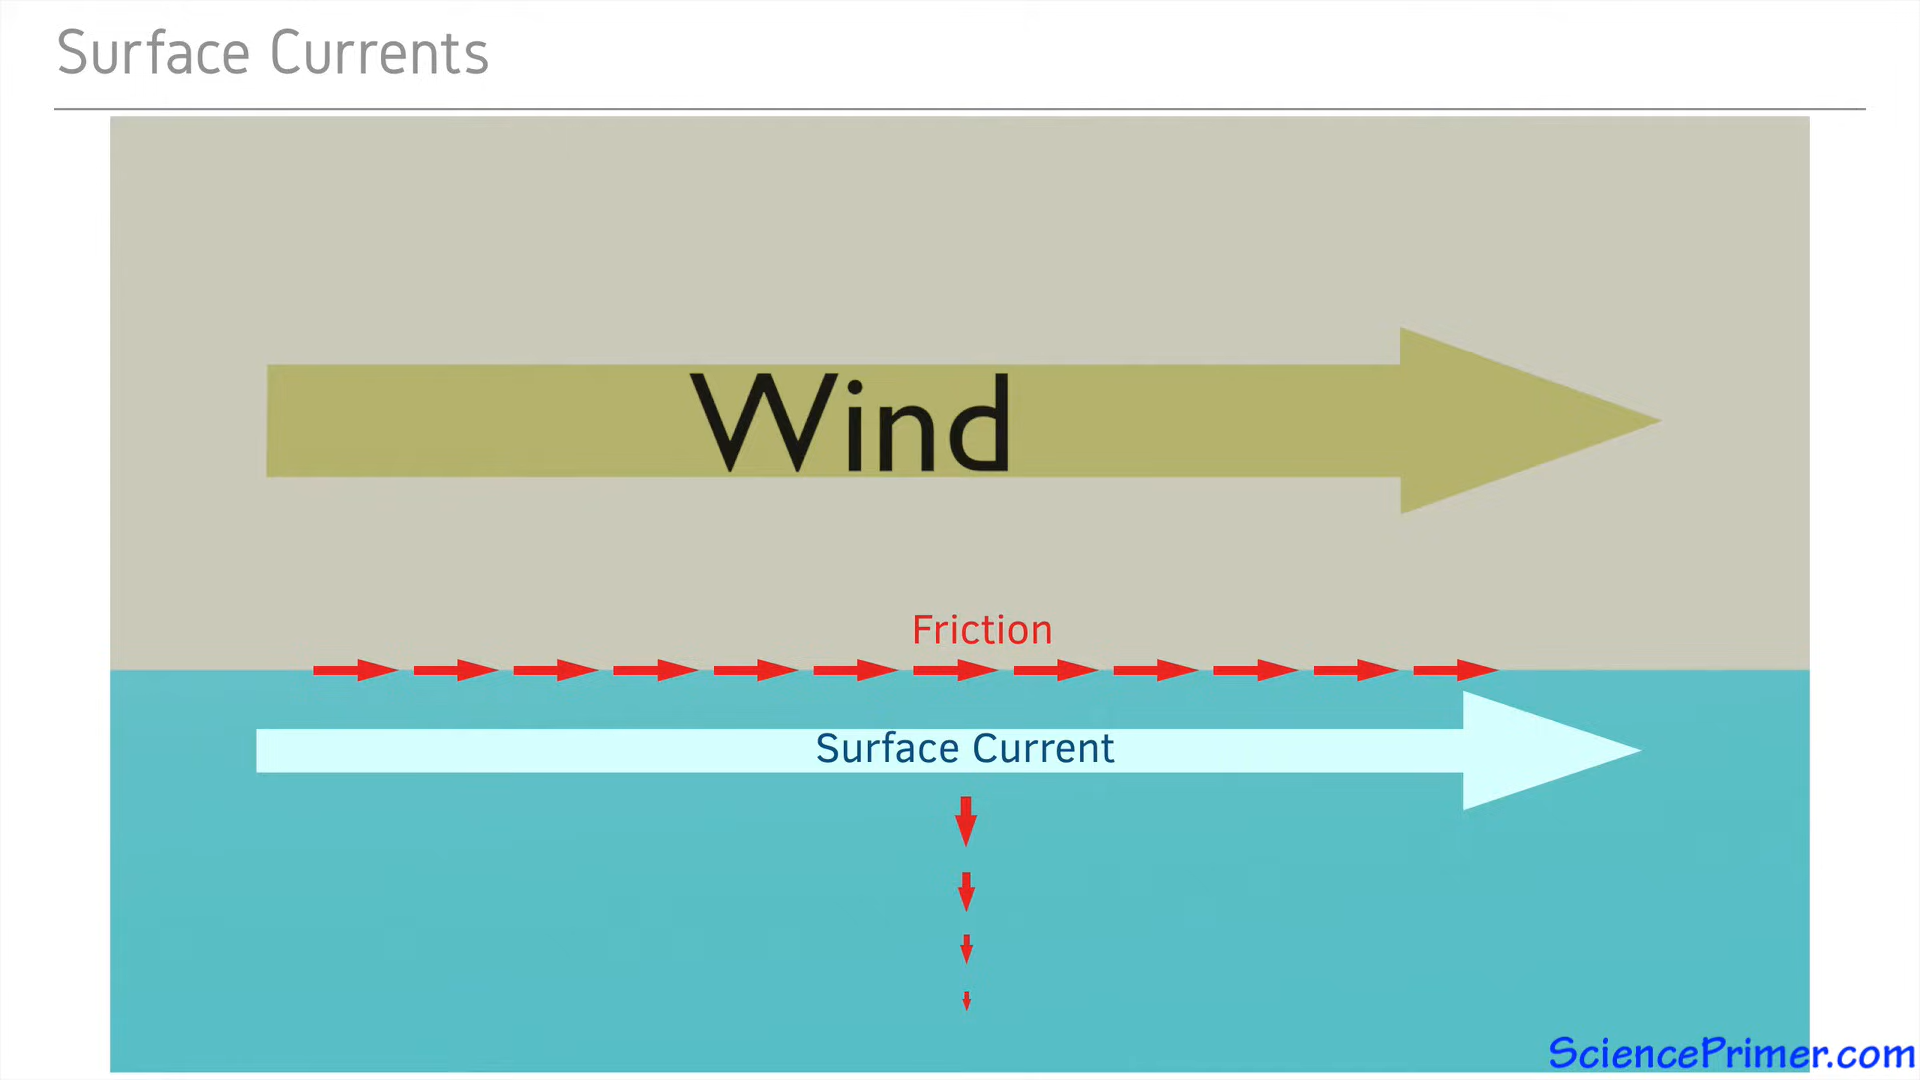 Surface Currents
Wind
Friction
Surface Current
SciencePrimer.com